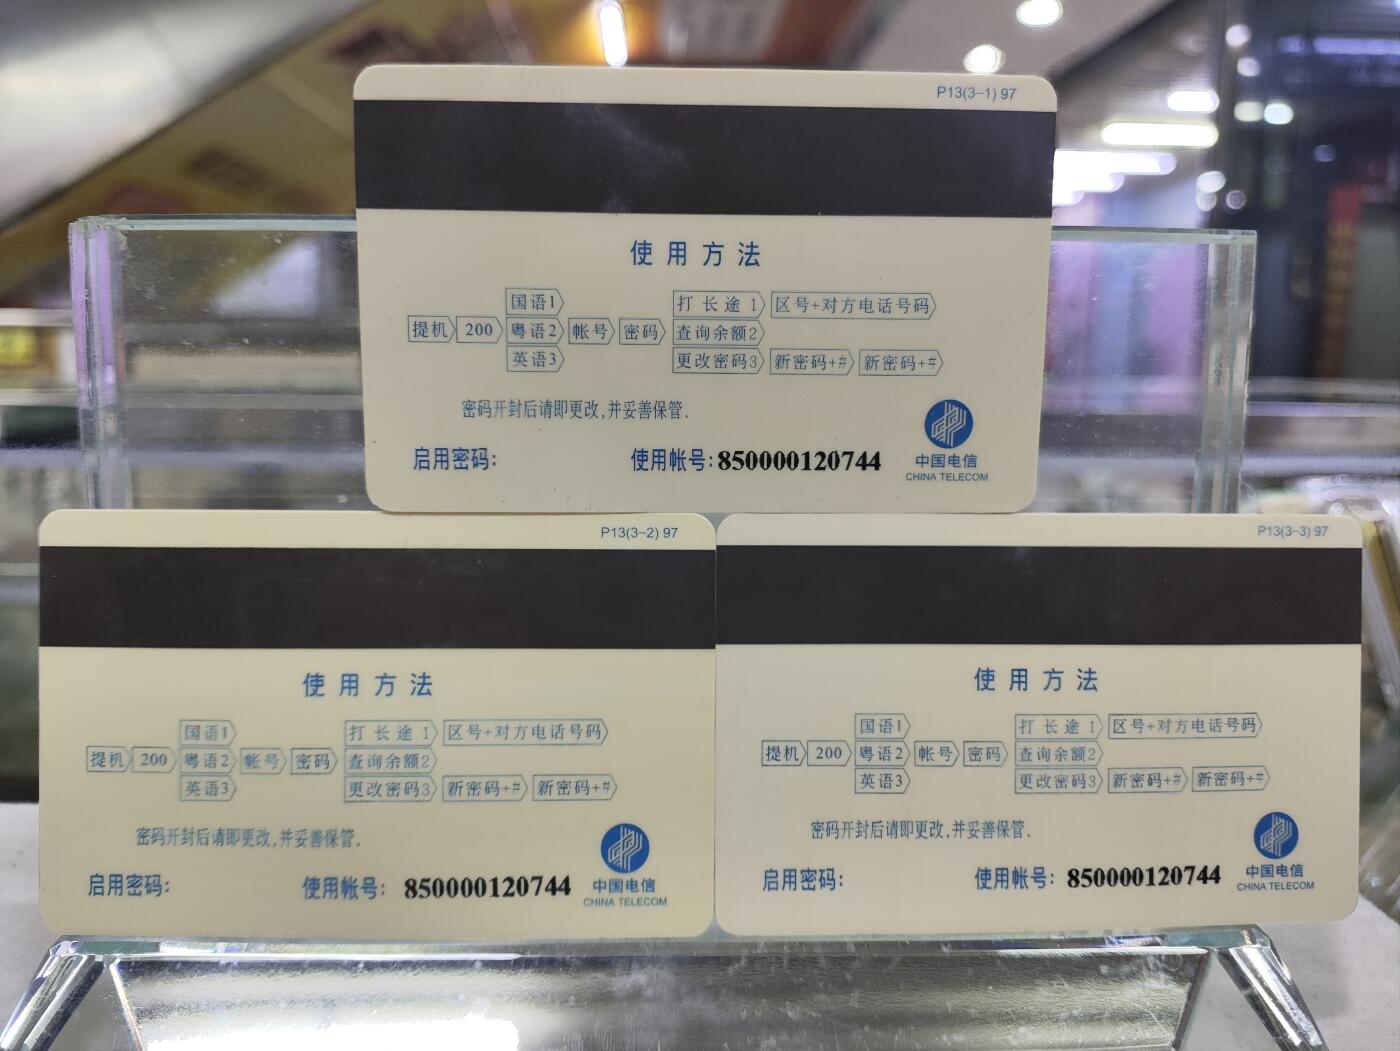 P13(3-1) 97
使用方法
国语1 打长途1 区号+对方电话号码
提机 200 粤语2 帐号 密码 查询余额2
英语3 更改密码3 新密码+# 新密码+#
密码开封后请即更改,并妥善保管.
启用密码: 使用帐号:850000120744
中国电信
CHINA TELECOM
P13(3-2) 97
使用方法
国语1 打长途1 区号+对方电话号码
提机 200 粤语2 帐号 密码 查询余额2
英语3 更改密码3 新密码+# 新密码+#
密码开封后请即更改,并妥善保管.
启用密码: 使用帐号: 850000120744
中国电信
CHINA TELECOM
P13(3-3) 97
使用方法
国语1 打长途1 区号+对方电话号码
提机 200 粤语2 帐号 密码 查询余额2
英语3 更改密码3 新密码+# 新密码+#
密码开封后请即更改,并妥善保管.
启用密码: 使用帐号: 850000120744
中国电信
CHINA TELECOM